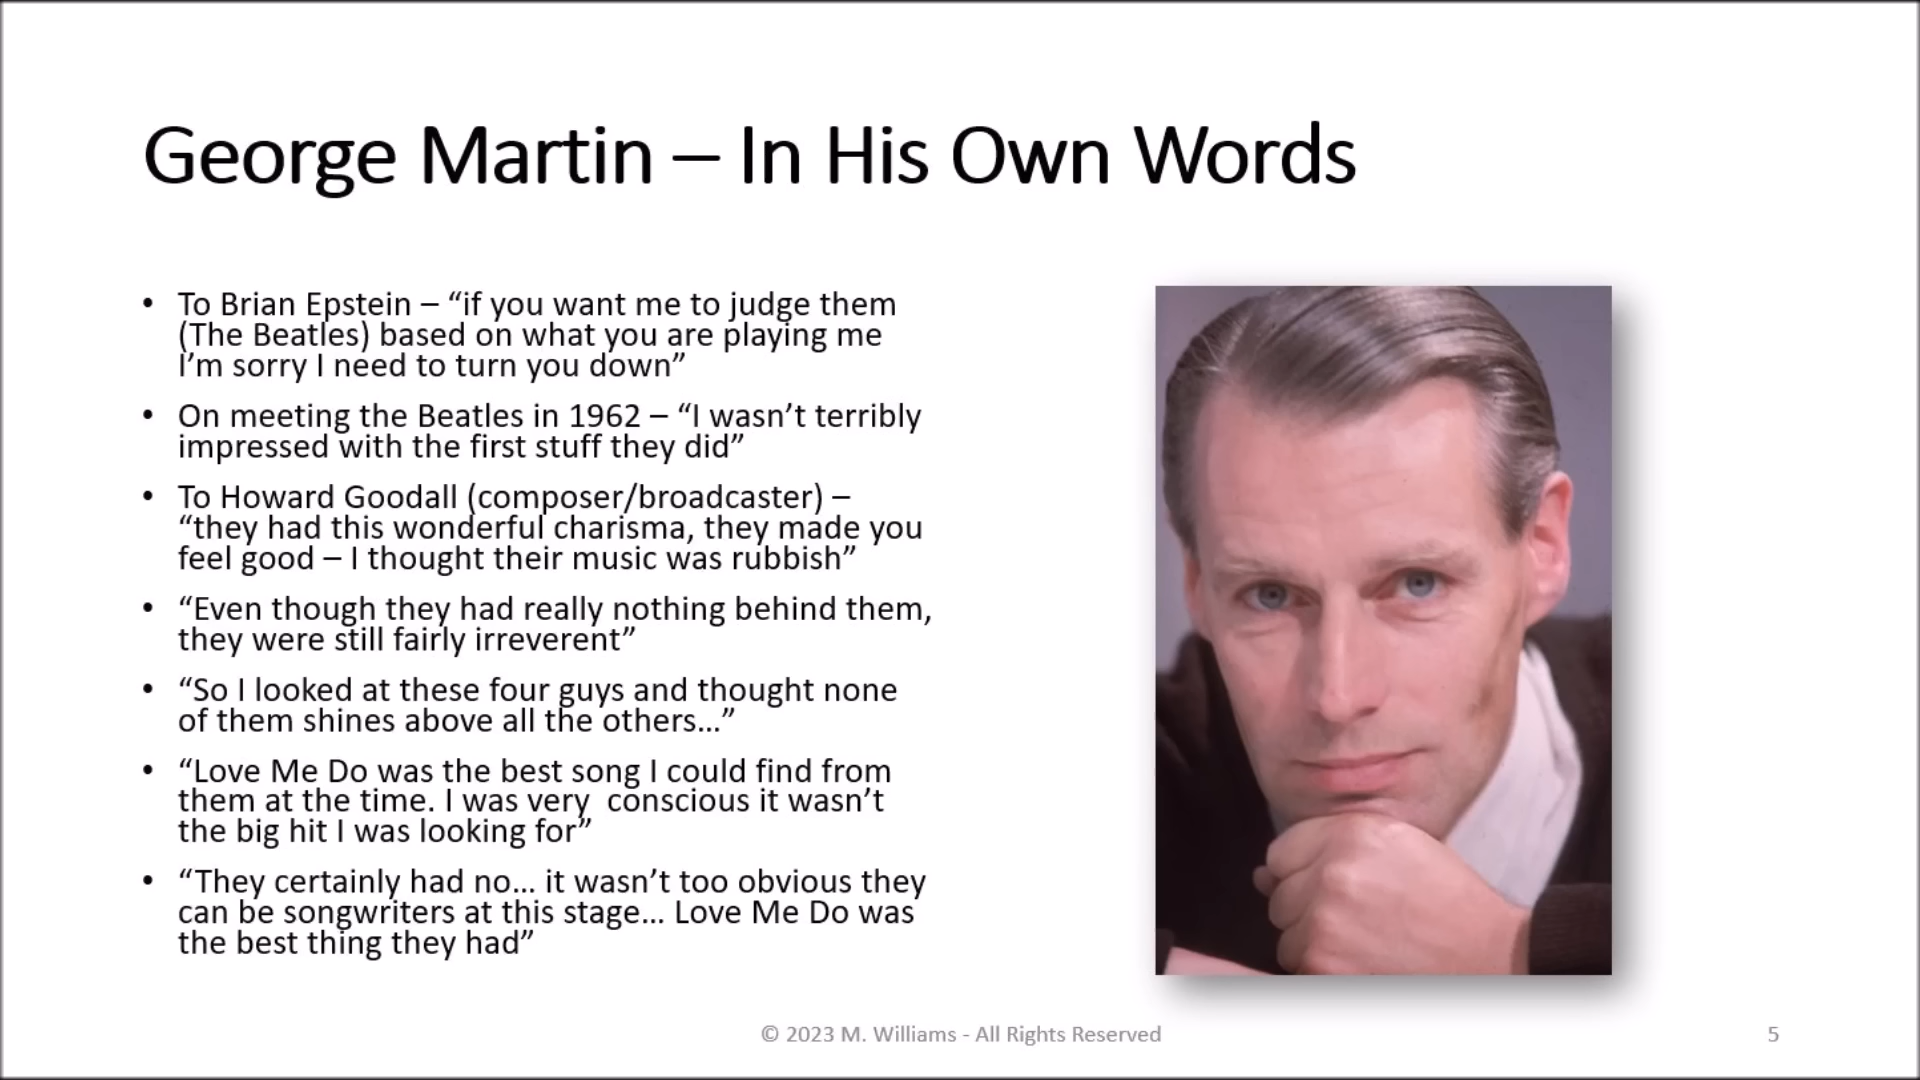 George Martin – In His Own Words
• To Brian Epstein – “if you want me to judge them
(The Beatles) based on what you are playing me
I’m sorry I need to turn you down”
• On meeting the Beatles in 1962 – “I wasn’t terribly
impressed with the first stuff they did”
• To Howard Goodall (composer/broadcaster) –
“they had this wonderful charisma, they made you
feel good – I thought their music was rubbish”
• “Even though they had really nothing behind them,
they were still fairly irreverent”
• “So I looked at these four guys and thought none
of them shines above all the others…”
• “Love Me Do was the best song I could find from
them at the time. I was very  conscious it wasn’t
the big hit I was looking for”
• “They certainly had no… it wasn’t too obvious they
can be songwriters at this stage… Love Me Do was
the best thing they had”
© 2023 M. Williams - All Rights Reserved
5